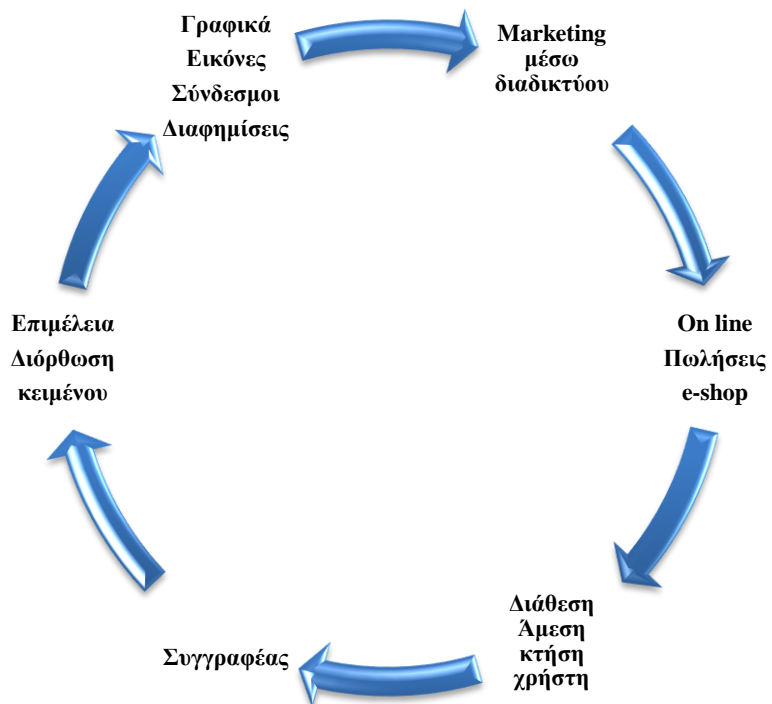 Γραφικά
Εικόνες
Σύνδεσμοι
Διαφημίσεις
Marketing
μέσω
διαδικτύου
On line
Πωλήσεις
e-shop
Διάθεση
Άμεση
κτήση
χρήστη
Συγγραφέας
Επιμέλεια
Διόρθωση
κειμένου